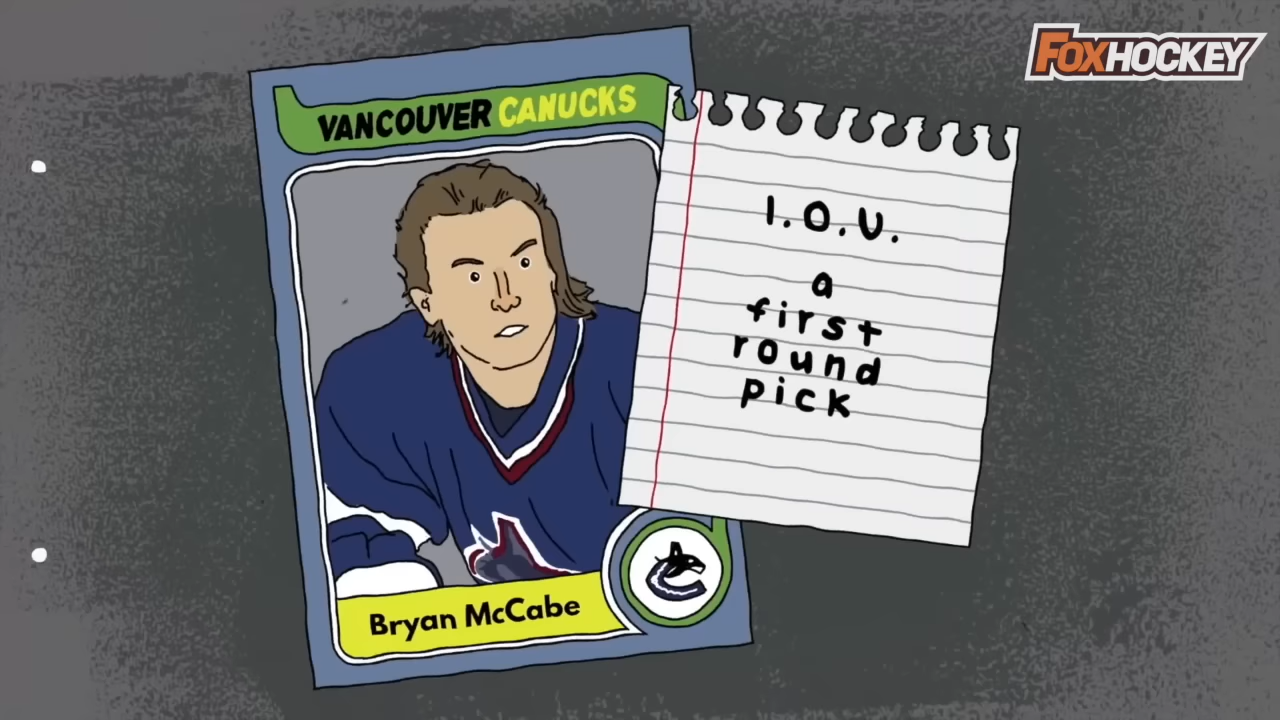 FOXHOCKEY
VANCOUVER CANUCKS
I.O.U.
a
first
round
pick
Bryan McCabe